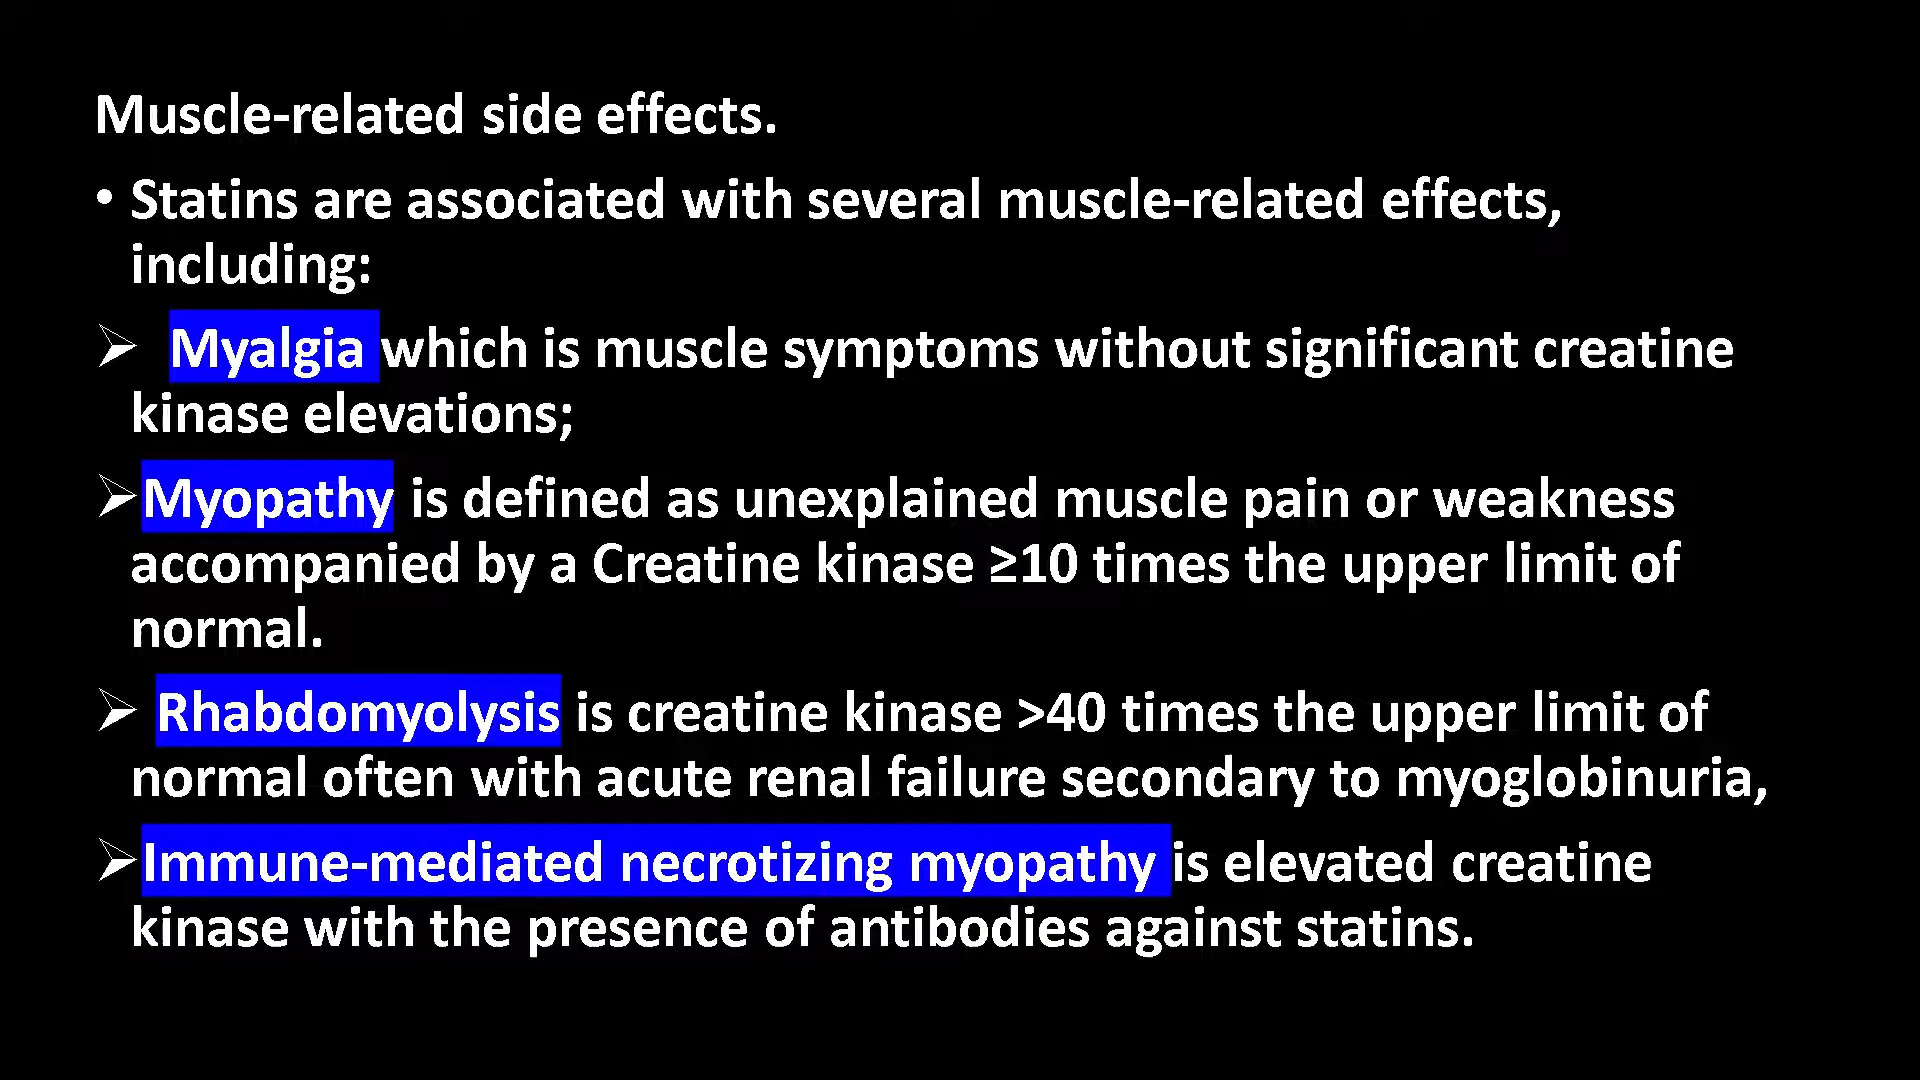 Muscle-related side effects.
• Statins are associated with several muscle-related effects,
including:
➢ Myalgia which is muscle symptoms without significant creatine
kinase elevations;
➢Myopathy is defined as unexplained muscle pain or weakness
accompanied by a Creatine kinase ≥10 times the upper limit of
normal.
➢ Rhabdomyolysis is creatine kinase >40 times the upper limit of
normal often with acute renal failure secondary to myoglobinuria,
➢Immune-mediated necrotizing myopathy is elevated creatine
kinase with the presence of antibodies against statins.